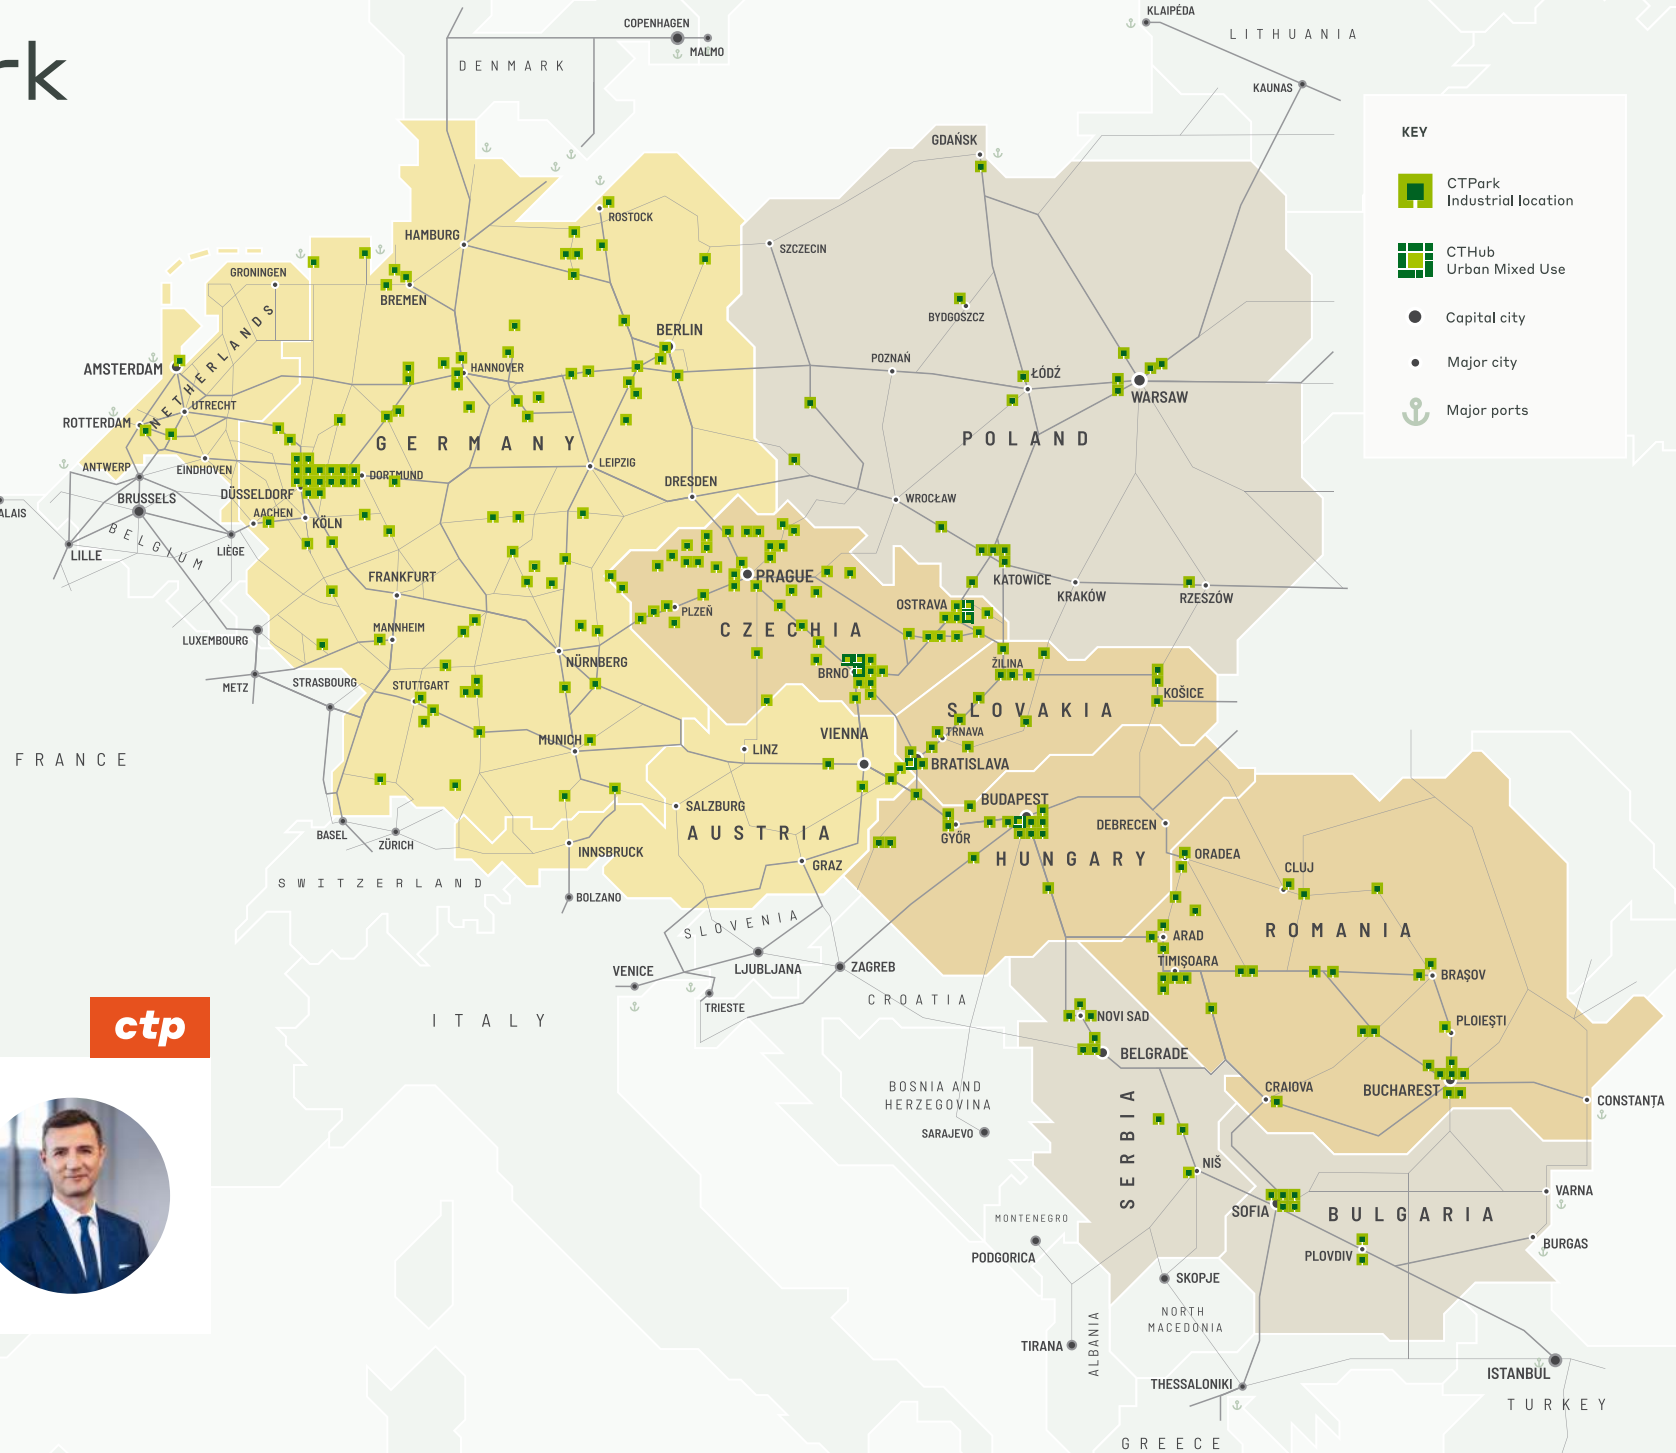 rk
KLAIPÉDA
LITHUANIA
COPENHAGEN
MALMO
DENMARK
KAUNAS
KEY
CTPark
Industrial location
CTHub
Urban Mixed Use
Capital city
Major city
Major ports
GDAŃSK
ROSTOCK
HAMBURG
SZCZECIN
GRONINGEN
BREMEN
BYDGOSZCZ
BERLIN
NETHERLANDS
AMSTERDAM
HANNOVER
POZNAŃ
ŁÓDŹ
WARSAW
UTRECHT
ROTTERDAM
GERMANY
POLAND
ANTWERP
EINDHOVEN
DORTMUND
LEIPZIG
DRESDEN
BRUSSELS
DÜSSELDORF
WROCŁAW
ALAIS
AACHEN
KÖLN
BELGIUM
LILLE
LIÈGE
FRANKFURT
PRAGUE
KATOWICE
KRAKÓW
RZESZÓW
OSTRAVA
PLZEŇ
CZECHIA
LUXEMBOURG
MANNHEIM
NÜRNBERG
ŽILINA
BRNO
METZ
STRASBOURG
STUTTGART
KOŠICE
SLOVAKIA
TRNAVA
VIENNA
MUNICH
LINZ
FRANCE
BRATISLAVA
BUDAPEST
SALZBURG
DEBRECEN
BASEL
ZÜRICH
AUSTRIA
GYŐR
INNSBRUCK
HUNGARY
ORADEA
GRAZ
CLUJ
SWITZERLAND
BOLZANO
SLOVENIA
ROMANIA
ARAD
TIMIŞOARA
VENICE
LJUBLJANA
ZAGREB
BRAŞOV
CROATIA
TRIESTE
ITALY
NOVI SAD
PLOIEŞTI
ctp
BELGRADE
BOSNIA AND
HERZEGOVINA
CRAIOVA
BUCHAREST
CONSTANȚA
SARAJEVO
SERBIA
NIŠ
VARNA
SOFIA
BULGARIA
MONTENEGRO
PODGORICA
PLOVDIV
BURGAS
SKOPJE
NORTH
MACEDONIA
TIRANA
ALBANIA
ISTANBUL
THESSALONIKI
TURKEY
GREECE